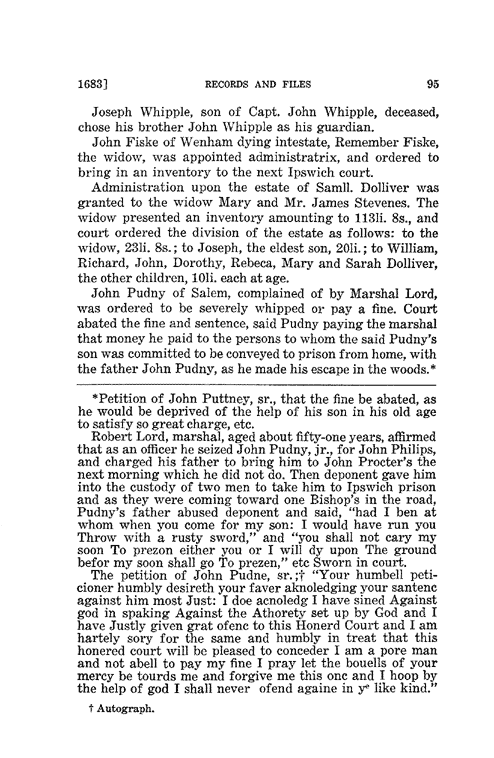 1683] RECORDS AND FILES 95
Joseph Whipple, son of Capt. John Whipple, deceased,
chose his brother John Whipple as his guardian.
John Fiske of Wenham dying intestate, Remember Fiske,
the widow, was appointed administratrix, and ordered to
bring in an inventory to the next Ipswich court.
Administration upon the estate of Samll. Dolliver was
granted to the widow Mary and Mr. James Stevenes. The
widow presented an inventory amounting to 113li. 8s., and
court ordered the division of the estate as follows: to the
widow, 23li. 8s.; to Joseph, the eldest son, 20li.; to William,
Richard, John, Dorothy, Rebeca, Mary and Sarah Dolliver,
the other children, 10li. each at age.
John Pudny of Salem, complained of by Marshal Lord,
was ordered to be severely whipped or pay a fine. Court
abated the fine and sentence, said Pudny paying the marshal
that money he paid to the persons to whom the said Pudny's
son was committed to be conveyed to prison from home, with
the father John Pudny, as he made his escape in the woods.*
*Petition of John Puttney, sr., that the fine be abated, as
he would be deprived of the help of his son in his old age
to satisfy so great charge, etc.
Robert Lord, marshal, aged about fifty-one years, affirmed
that as an officer he seized John Pudny, jr., for John Philips,
and charged his father to bring him to John Procter's the
next morning which he did not do. Then deponent gave him
into the custody of two men to take him to Ipswich prison
and as they were coming toward one Bishop's in the road,
Pudny's father abused deponent and said, "had I ben at
whom when you come for my son: I would have run you
Throw with a rusty sword," and "you shall not cary my
soon To prezon either you or I will dy upon The ground
befor my soon shall go To prezen," etc Sworn in court.
The petition of John Pudne, sr.;† "Your humbell peti-
cioner humbly desireth your faver aknoledging your santenc
against him most Just: I doe acnoledg I have sined Against
god in spaking Against the Athorety set up by God and I
have Justly given grat ofenc to this Honerd Court and I am
hartely sory for the same and humbly in treat that this
honered court will be pleased to conceder I am a pore man
and not abell to pay my fine I pray let the bouells of your
mercy be tourds me and forgive me this onc and I hoop by
the help of god I shall never ofend againe in yᵉ like kind."
† Autograph.